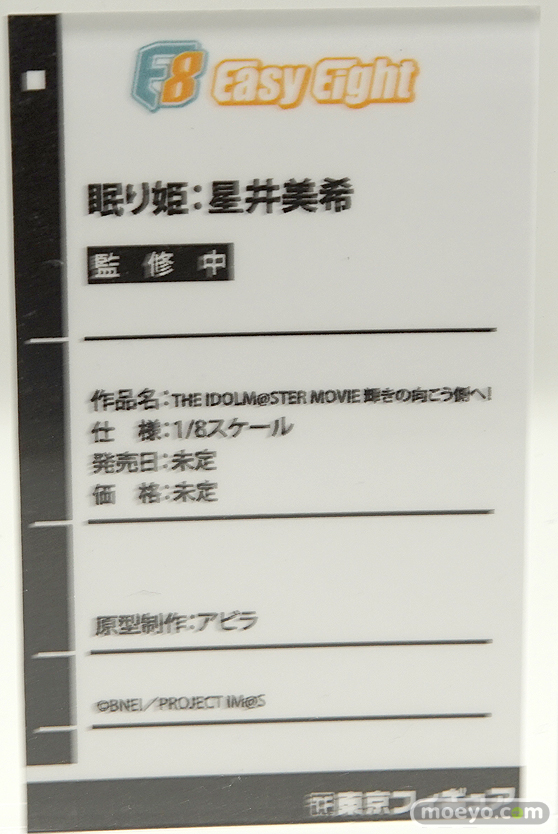 E8 Easy Eight
眠り姫：星井美希
監修中
作品名：THE IDOLM@STER MOVIE 輝きの向こう側へ！
仕　様：1/8スケール
発売日：未定
価　格：未定
原型制作：アビラ
©BNEI／PROJECT iM@S
東京フィギュア
moeyo.com